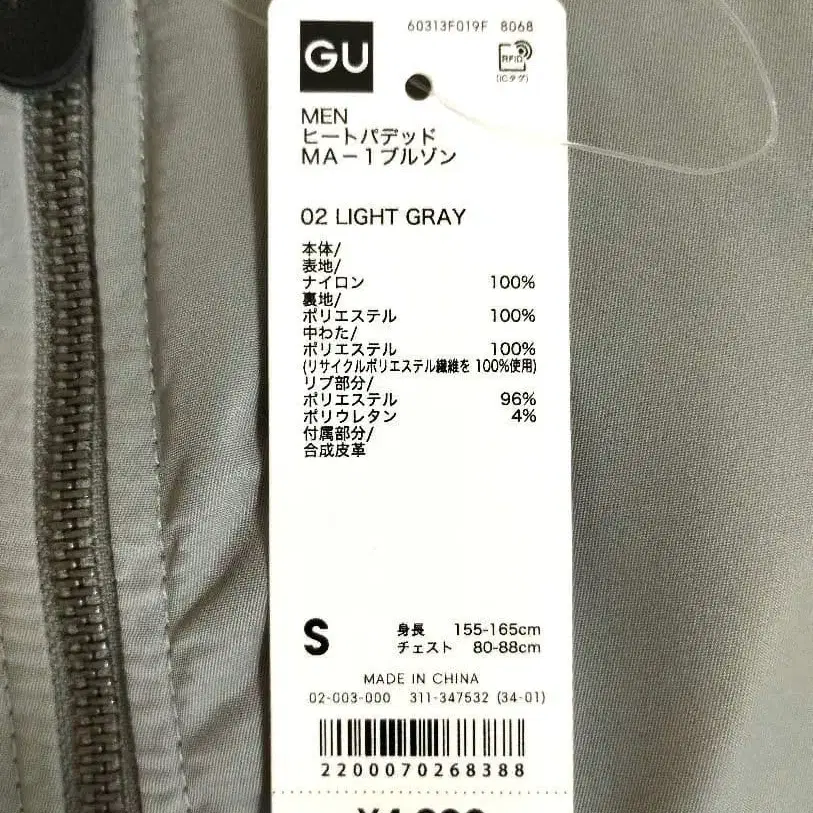 60313F019F 8068
GU
RFID
(ICタグ)
MEN
ヒートパデッド
MA-1ブルゾン
02 LIGHT GRAY
本体/
表地/
ナイロン 100%
裏地/
ポリエステル 100%
中わた/
ポリエステル 100%
(リサイクルポリエステル繊維を 100%使用)
リブ部分/
ポリエステル 96%
ポリウレタン 4%
付属部分/
合成皮革
S 身長 155-165cm
チェスト 80-88cm
MADE IN CHINA
02-003-000 311-347532 (34-01)
2200070268388